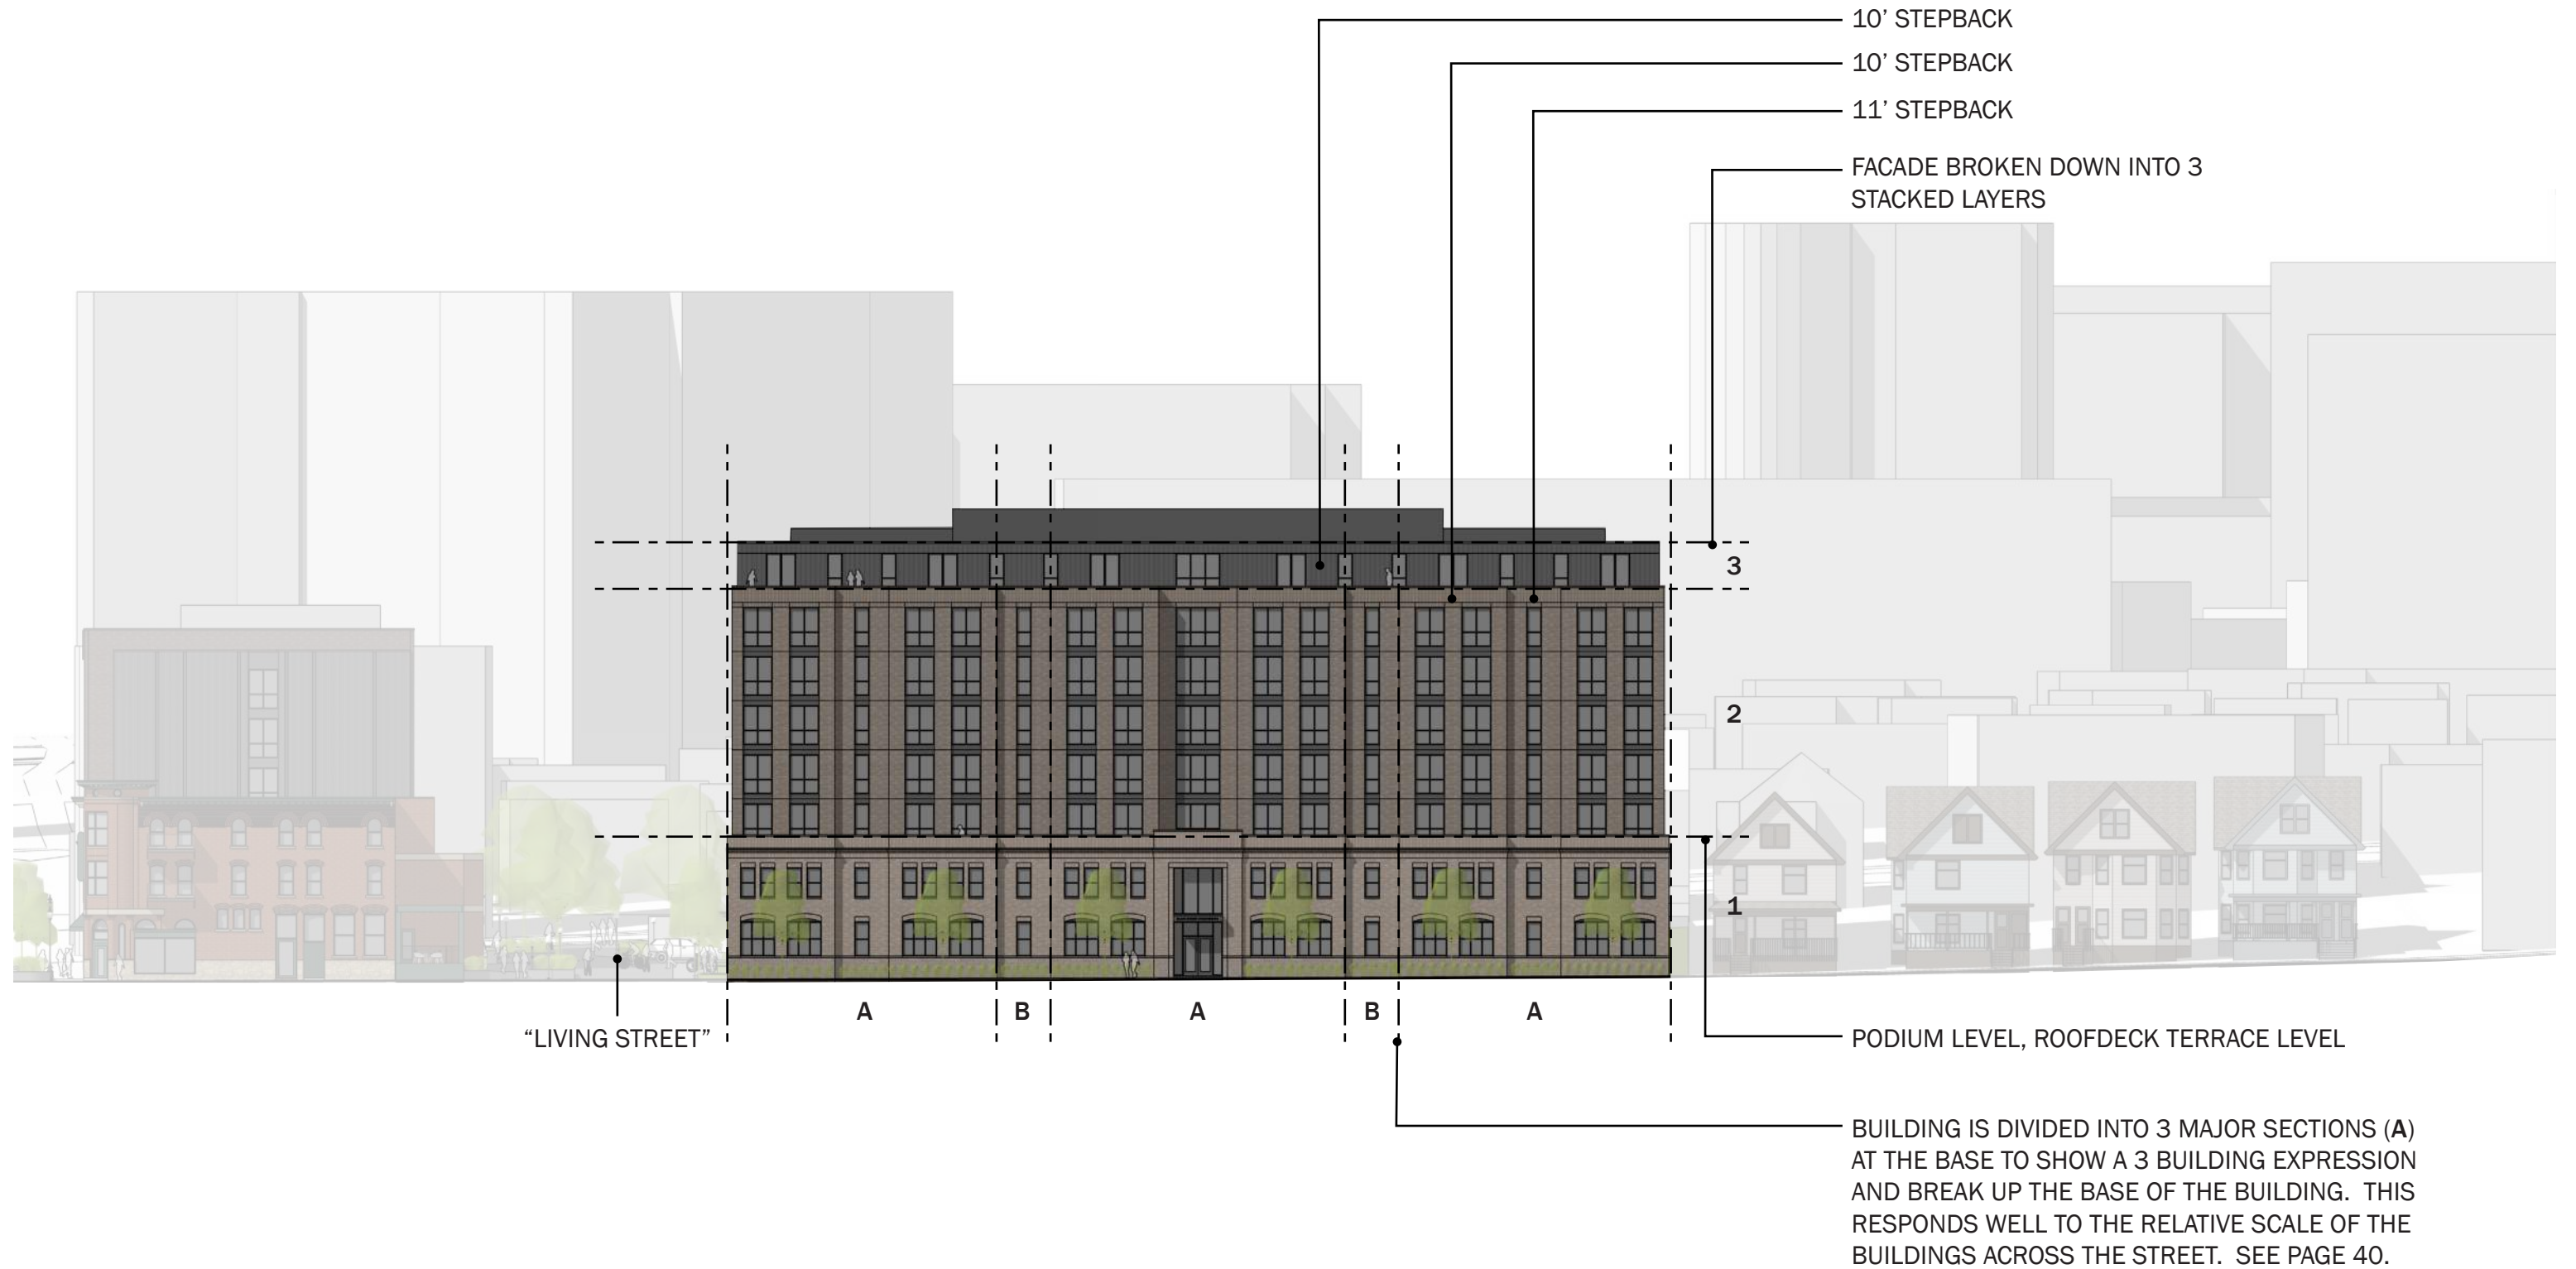 10’ STEPBACK
10’ STEPBACK
11’ STEPBACK
FACADE BROKEN DOWN INTO 3
STACKED LAYERS
3
2
1
A
B
A
B
A
“LIVING STREET”
PODIUM LEVEL, ROOFDECK TERRACE LEVEL
BUILDING IS DIVIDED INTO 3 MAJOR SECTIONS (A)
AT THE BASE TO SHOW A 3 BUILDING EXPRESSION
AND BREAK UP THE BASE OF THE BUILDING.  THIS
RESPONDS WELL TO THE RELATIVE SCALE OF THE
BUILDINGS ACROSS THE STREET.  SEE PAGE 40.